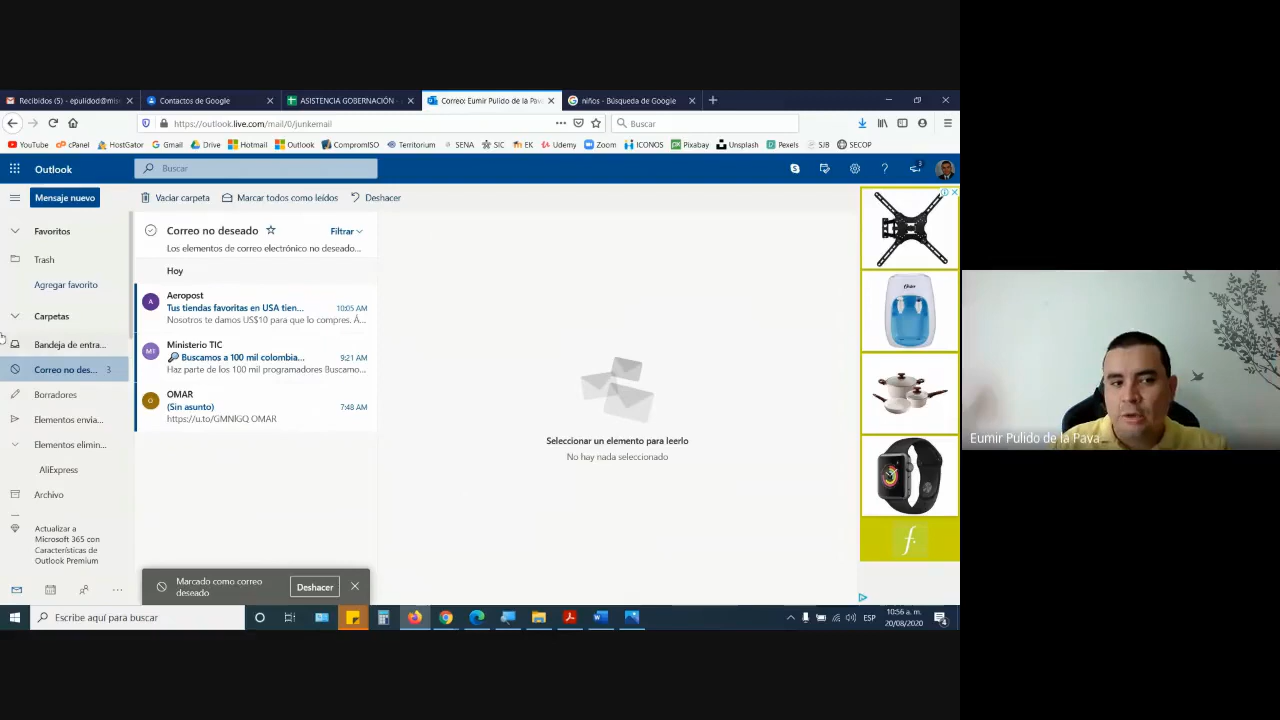 Recibidos (5) - epulidod@mis
Contactos de Google
ASISTENCIA GOBERNACIÓN -
Correo: Eumir Pulido de la Pava
niños - Búsqueda de Google
https://outlook.live.com/mail/0/junkemail
Buscar
YouTube
cPanel
HostGator
Gmail
Drive
Hotmail
Outlook
CompromISO
Territorium
SENA
SIC
EK
Udemy
Zoom
ICONOS
Pixabay
Unsplash
Pexels
SJB
SECOP
Outlook
Buscar
Mensaje nuevo
Vaciar carpeta
Marcar todos como leídos
Deshacer
Favoritos
Trash
Agregar favorito
Carpetas
Bandeja de entra...
Correo no des... 3
Borradores
Elementos envia...
Elementos elimin...
AliExpress
Archivo
Actualizar a
Microsoft 365 con
Características de
Outlook Premium
Correo no deseado
Filtrar
Los elementos de correo electrónico no deseado...
Hoy
A
Aeropost
Tus tiendas favoritas en USA tien... 10:05 AM
Nosotros te damos US$10 para que lo compres. Á...
MT
Ministerio TIC
Buscamos a 100 mil colombia... 9:21 AM
Haz parte de los 100 mil programadores Buscamo...
O
OMAR
(Sin asunto) 7:48 AM
https://u.to/GMNlGQ OMAR
Seleccionar un elemento para leerlo
No hay nada seleccionado
Marcado como correo
deseado
Deshacer
Oster
f.
Escribe aquí para buscar
ESP
10:56 a. m.
20/08/2020
4
Eumir Pulido de la Pava